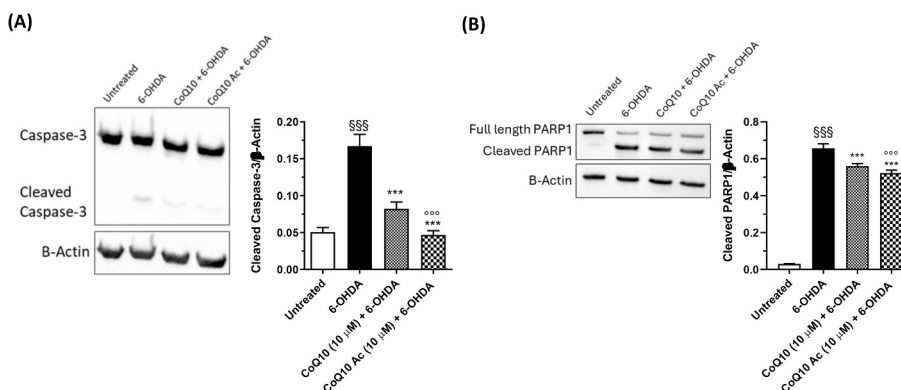 (A)
Untreated
6-OHDA
CoQ10 + 6-OHDA
CoQ10 Ac + 6-OHDA
Caspase-3
Cleaved
Caspase-3
B-Actin
Cleaved Caspase-3/β-Actin
0.20
0.15
0.10
0.05
0.00
§§§
***
°°°
***
Untreated
6-OHDA
CoQ10 (10 µM) + 6-OHDA
CoQ10 Ac (10 µM) + 6-OHDA
(B)
Untreated
6-OHDA
CoQ10 + 6-OHDA
CoQ10 Ac + 6-OHDA
Full length PARP1
Cleaved PARP1
B-Actin
Cleaved PARP1/β-Actin
0.8
0.6
0.4
0.2
0.0
§§§
***
°°°
***
Untreated
6-OHDA
CoQ10 (10 µM) + 6-OHDA
CoQ10 Ac (10 µM) + 6-OHDA